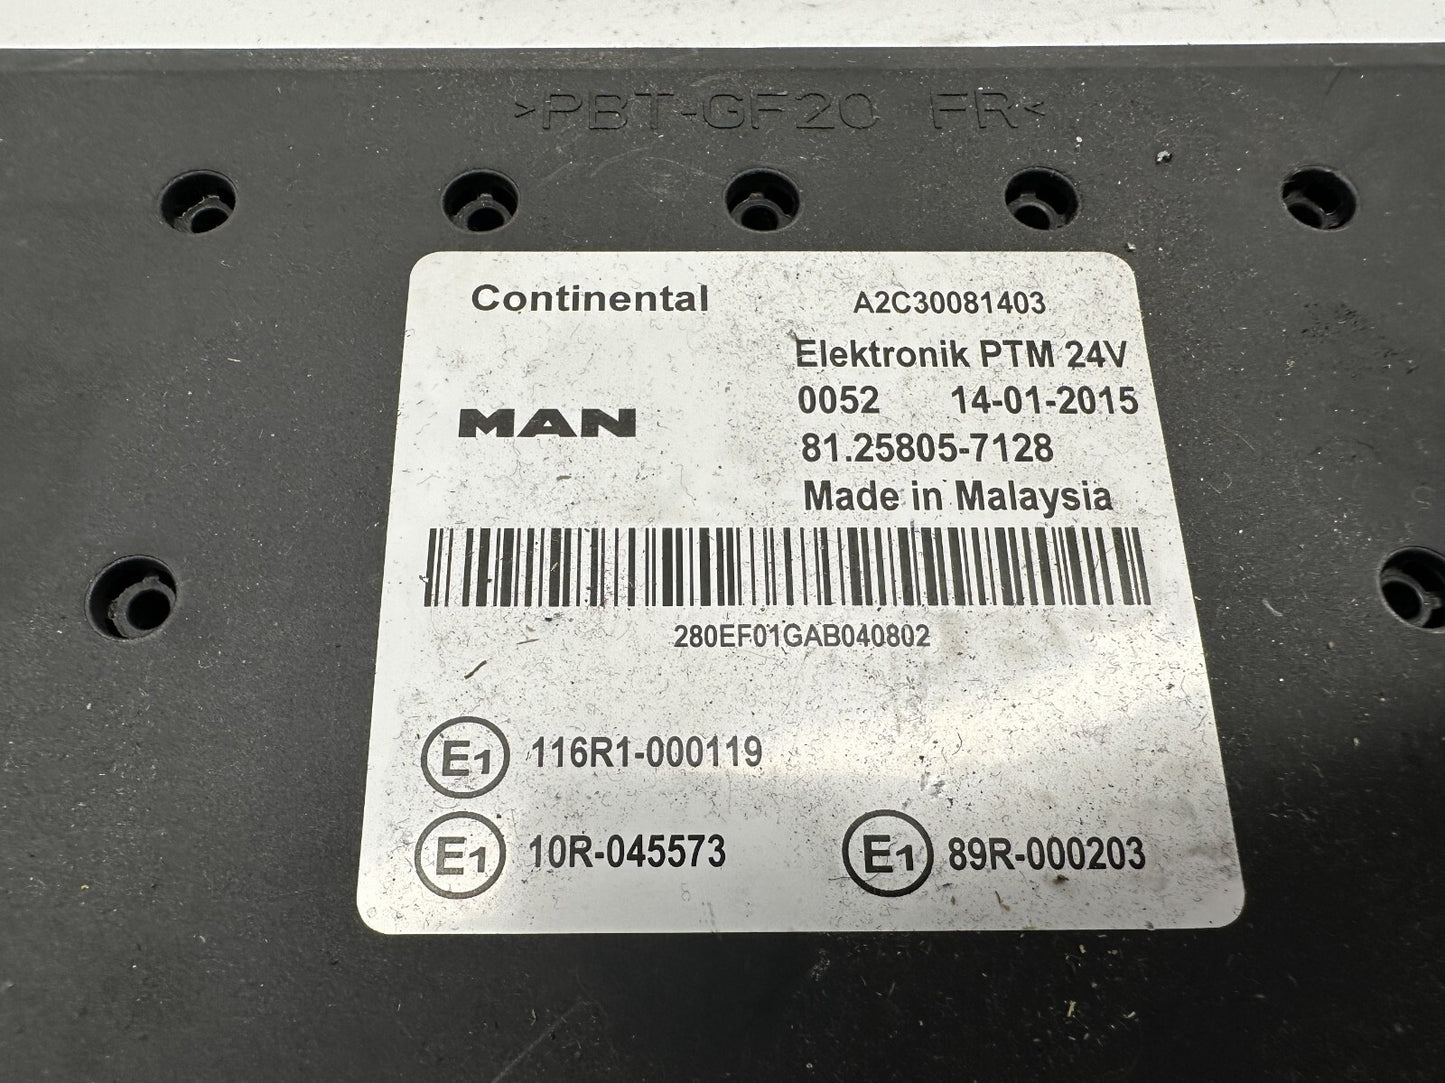 >PBT-GF20 FR<
Continental A2C30081403
Elektronik PTM 24V
0052 14-01-2015
MAN
81.25805-7128
Made in Malaysia
280EF01GAB040802
E1 116R1-000119
E1 10R-045573 E1 89R-000203